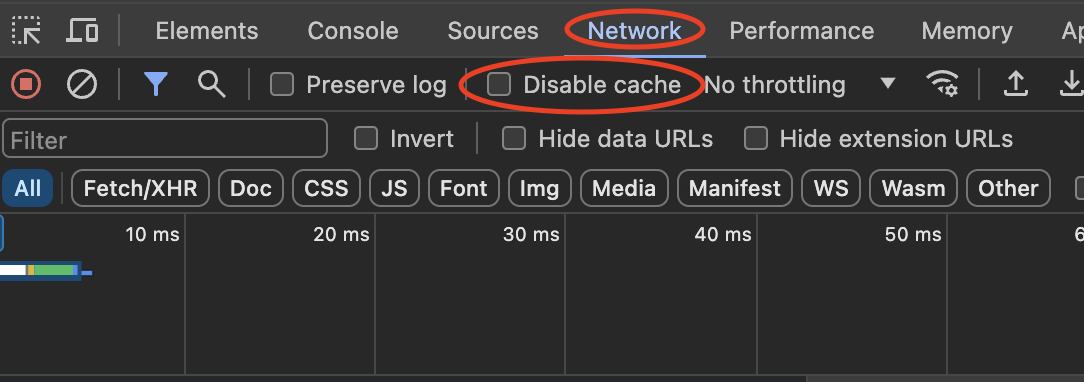 Elements Console Sources Network Performance Memory
Preserve log Disable cache No throttling
Filter Invert Hide data URLs Hide extension URLs
All Fetch/XHR Doc CSS JS Font Img Media Manifest WS Wasm Other
10 ms 20 ms 30 ms 40 ms 50 ms